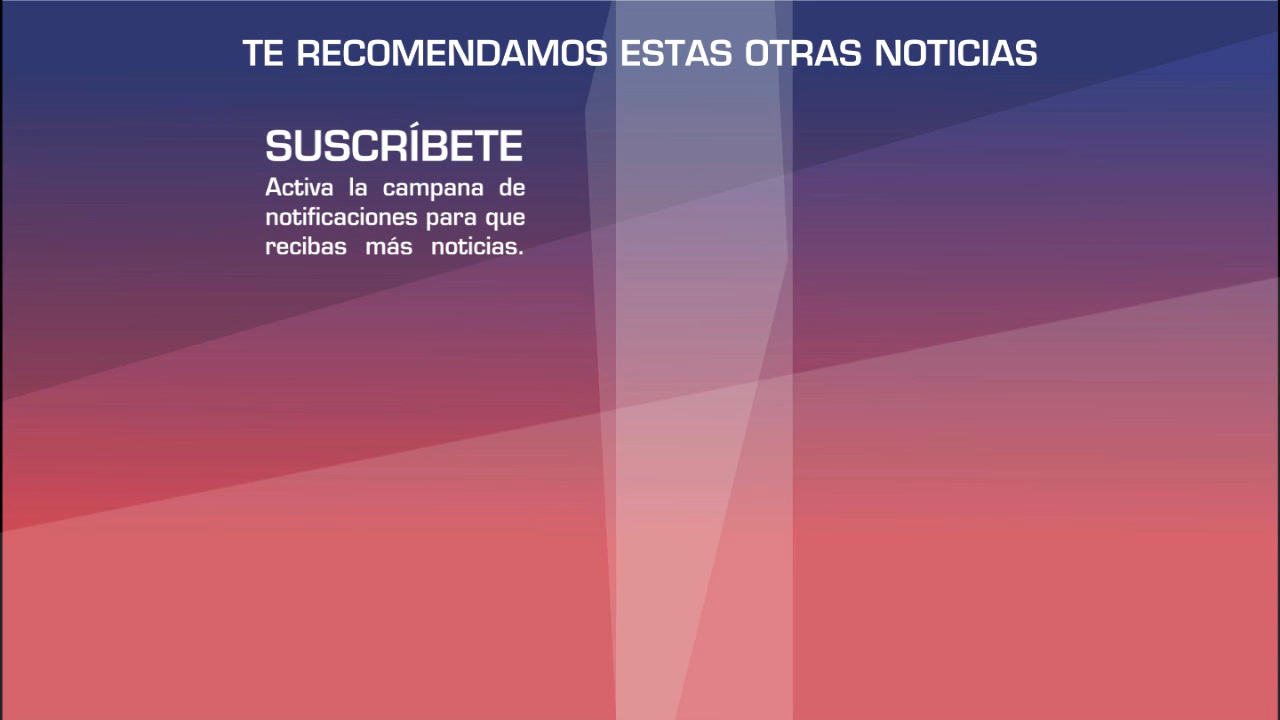 TE RECOMENDAMOS ESTAS OTRAS NOTICIAS
SUSCRÍBETE
Activa la campana de
notificaciones para que
recibas más noticias.